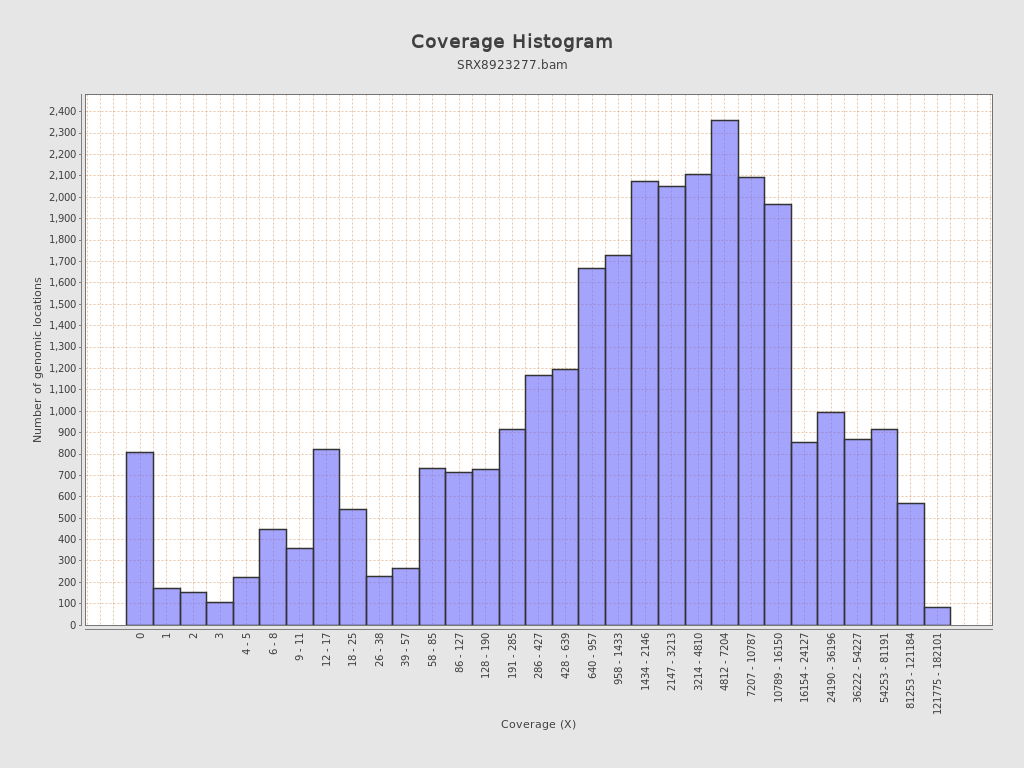 Coverage Histogram
SRX8923277.bam
Number of genomic locations
2,400
2,300
2,200
2,100
2,000
1,900
1,800
1,700
1,600
1,500
1,400
1,300
1,200
1,100
1,000
900
800
700
600
500
400
300
200
100
0
0
1
2
3
4 - 5
6 - 8
9 - 11
12 - 17
18 - 25
26 - 38
39 - 57
58 - 85
86 - 127
128 - 190
191 - 285
286 - 427
428 - 639
640 - 957
958 - 1433
1434 - 2146
2147 - 3213
3214 - 4810
4812 - 7204
7207 - 10787
10789 - 16150
16154 - 24127
24190 - 36196
36222 - 54227
54253 - 81191
81253 - 121184
121775 - 182101
Coverage (X)